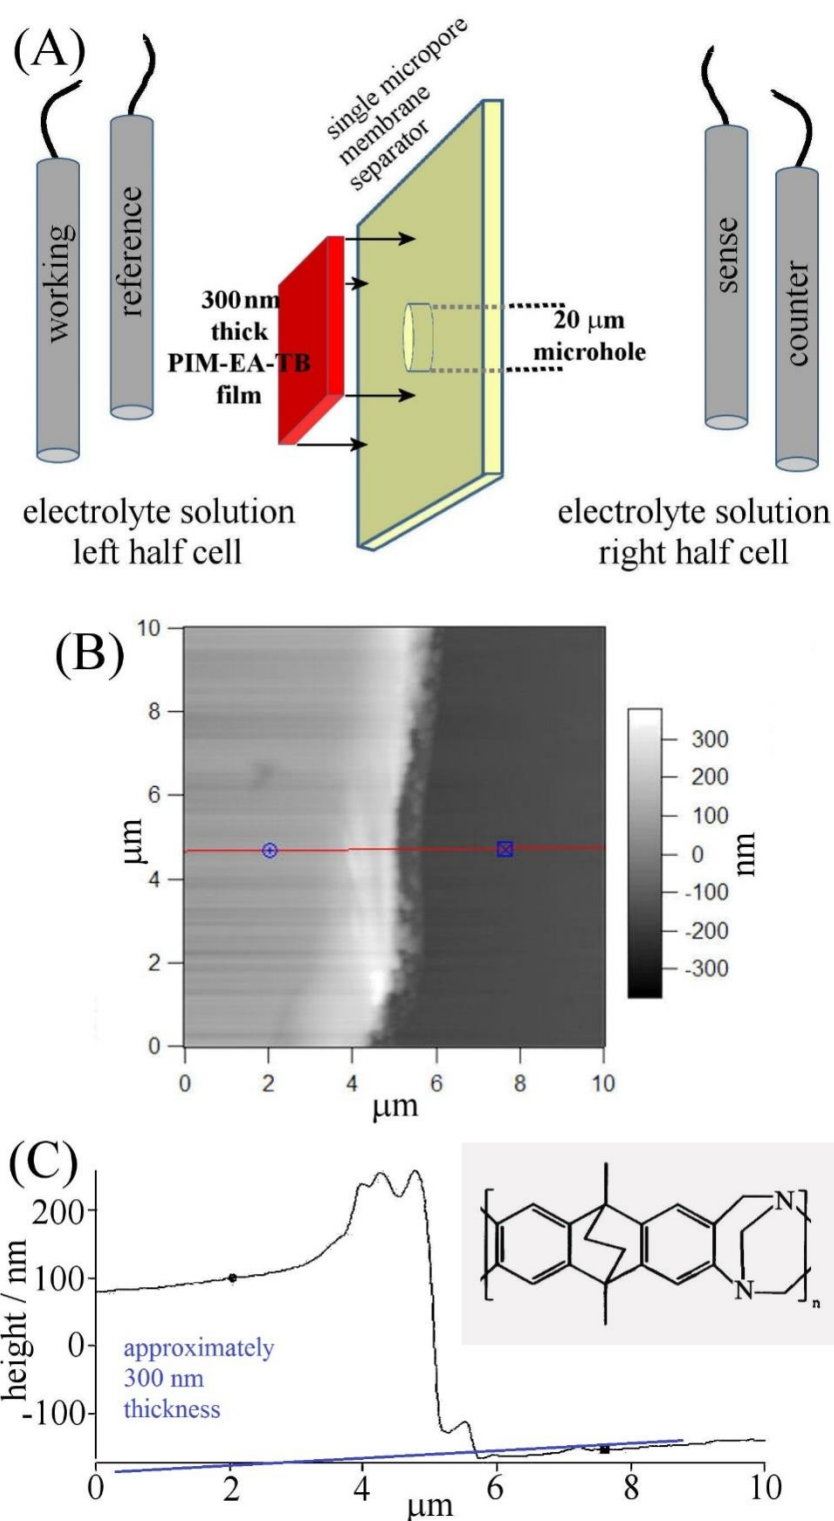 (A)
single micropore
membrane
separator
working
reference
sense
counter
300 nm
thick
PIM-EA-TB
film
20 μm
microhole
electrolyte solution
left half cell
electrolyte solution
right half cell
(B)
10
8
6
4
2
0
μm
0 2 4 6 8 10
μm
300
200
100
0
-100
-200
-300
nm
(C)
200
100
0
-100
height / nm
approximately
300 nm
thickness
N
N
n
0 2 4 6 8 10
μm